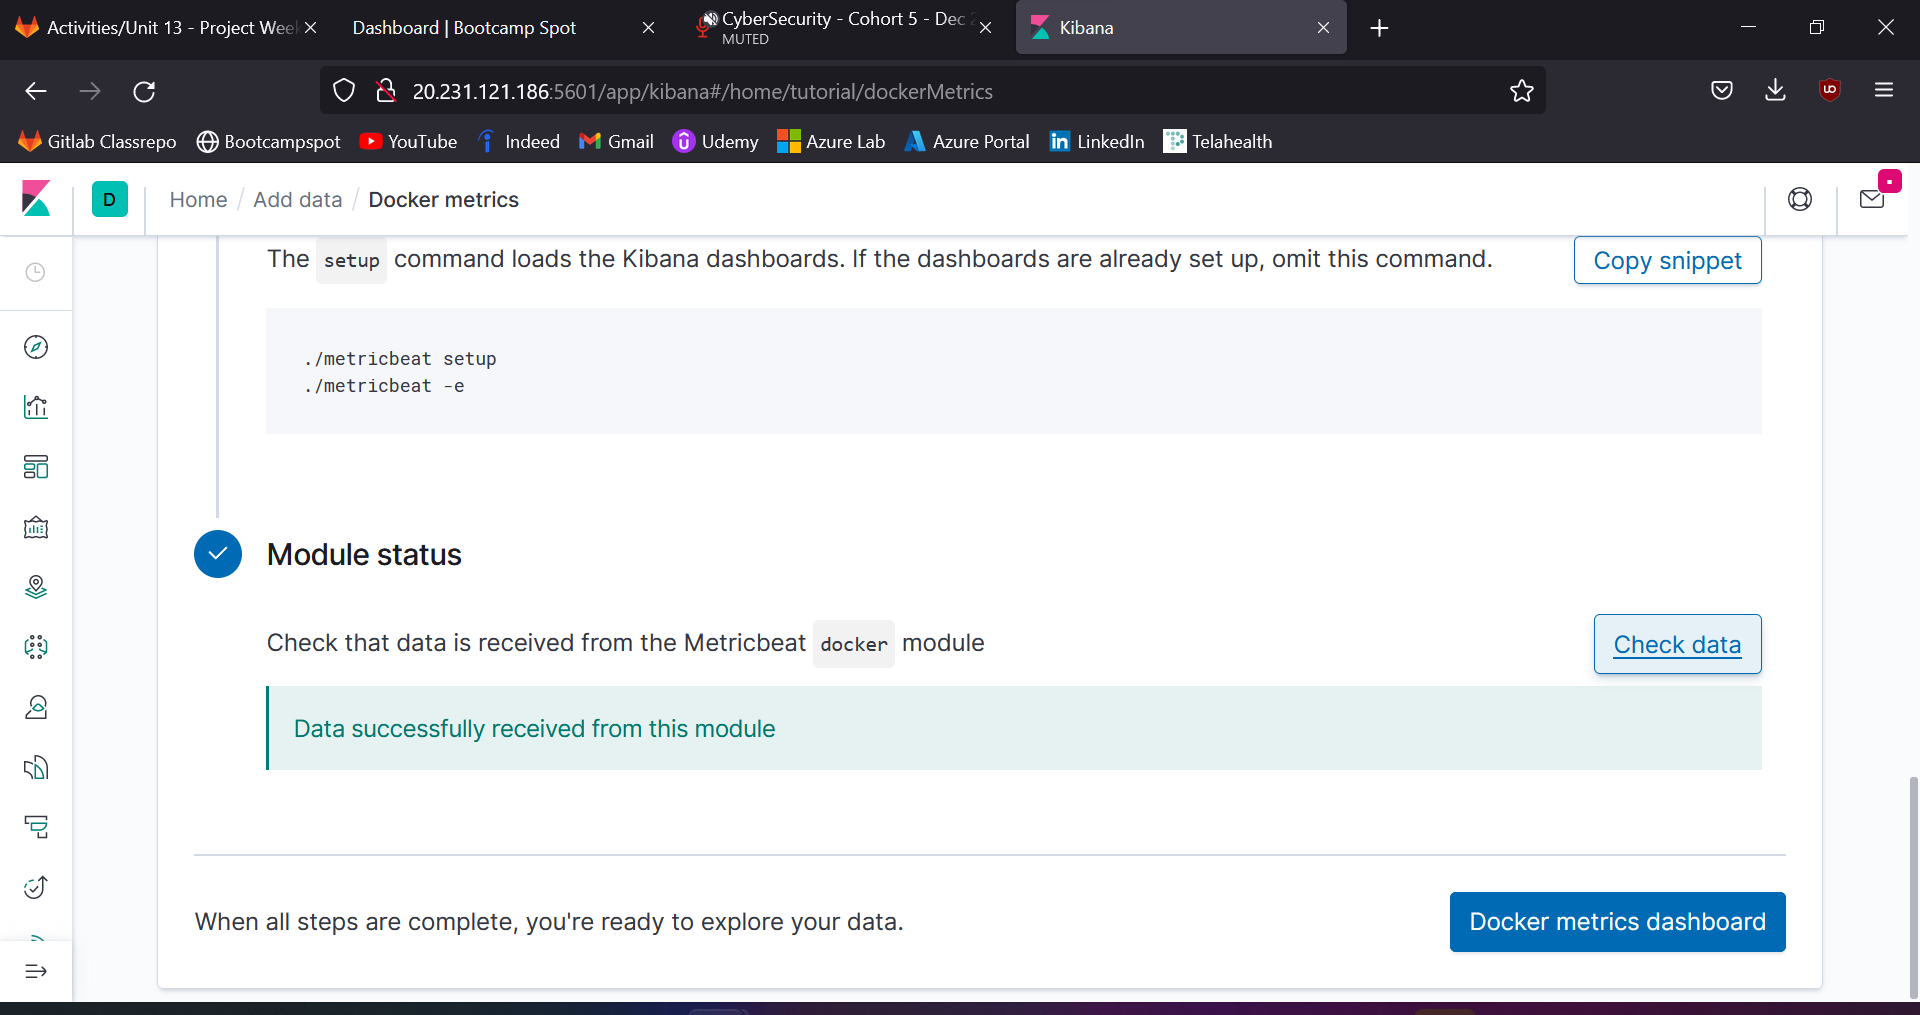 Activities/Unit 13 - Project Week
Dashboard | Bootcamp Spot
CyberSecurity - Cohort 5 - Dec 2
MUTED
Kibana
20.231.121.186:5601/app/kibana#/home/tutorial/dockerMetrics
Gitlab Classrepo
Bootcampspot
YouTube
Indeed
Gmail
Udemy
Azure Lab
Azure Portal
LinkedIn
Telahealth
D
Home / Add data / Docker metrics
The setup command loads the Kibana dashboards. If the dashboards are already set up, omit this command.
Copy snippet
./metricbeat setup
./metricbeat -e
Module status
Check that data is received from the Metricbeat docker module
Check data
Data successfully received from this module
When all steps are complete, you're ready to explore your data.
Docker metrics dashboard